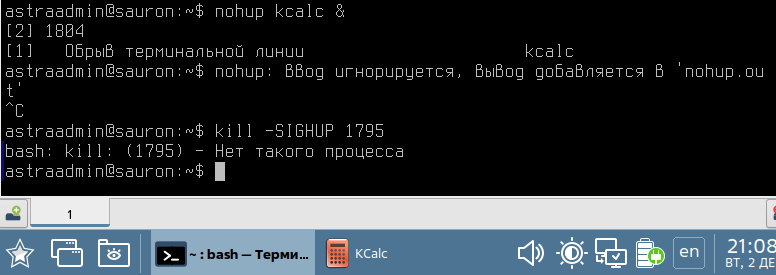 astraadmin@sauron:~$ nohup kcalc &
[2] 1804
[1]   Обрыв терминальной линии                      kcalc
astraadmin@sauron:~$ nohup: ввод игнорируется, вывод добавляется в 'nohup.ou
t'
^C
astraadmin@sauron:~$ kill -SIGHUP 1795
bash: kill: (1795) – Нет такого процесса
astraadmin@sauron:~$
1
~ : bash — Терми...
KCalc
en
21:08
ВТ, 2 ДЕ